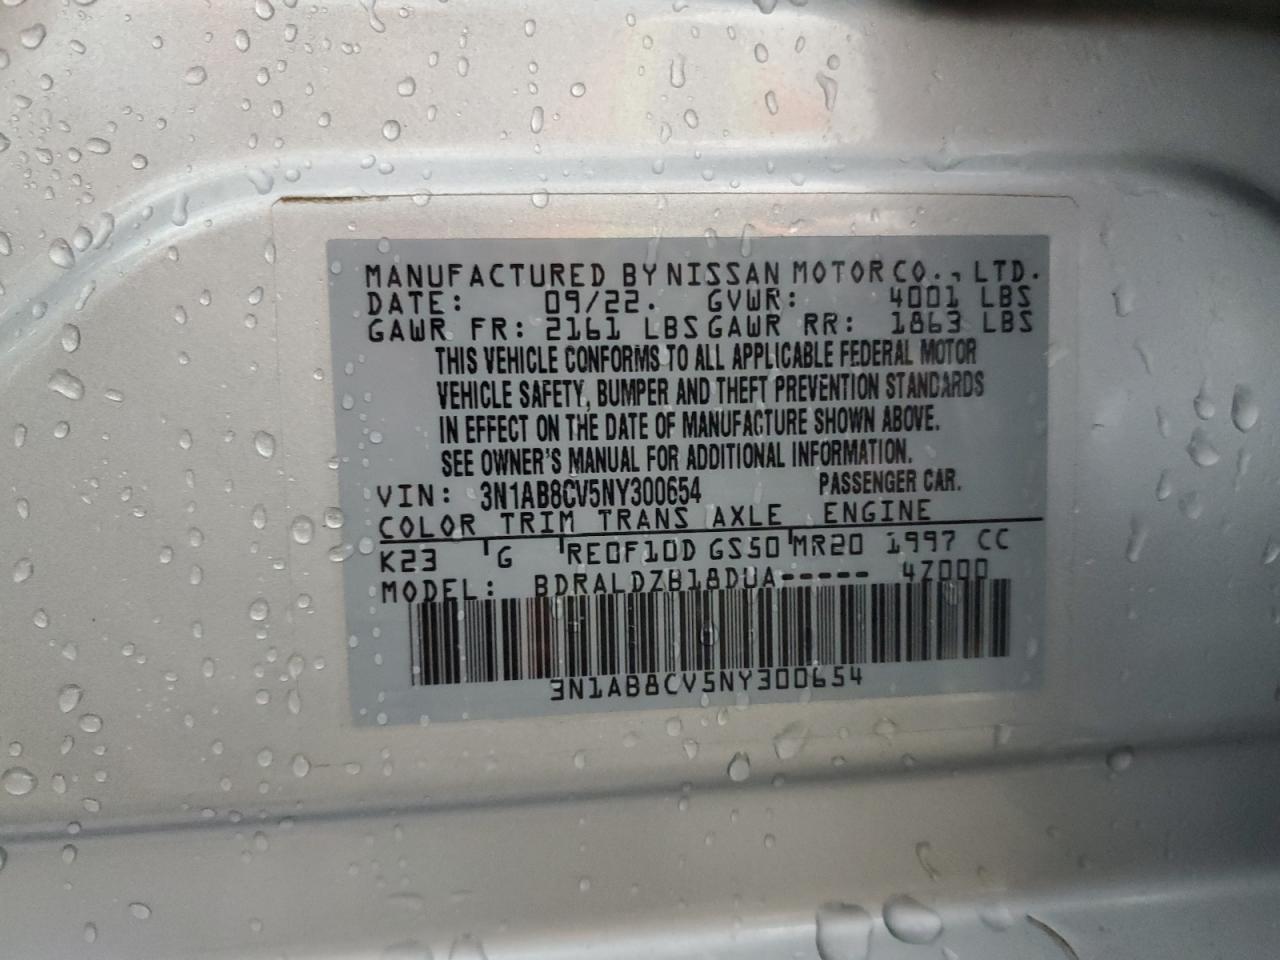 MANUFACTURED BY NISSAN MOTOR CO., LTD.
DATE: 09/22. GVWR: 4001 LBS
GAWR FR: 2161 LBS GAWR RR: 1863 LBS
THIS VEHICLE CONFORMS TO ALL APPLICABLE FEDERAL MOTOR
VEHICLE SAFETY, BUMPER AND THEFT PREVENTION STANDARDS
IN EFFECT ON THE DATE OF MANUFACTURE SHOWN ABOVE.
SEE OWNER'S MANUAL FOR ADDITIONAL INFORMATION.
VIN: 3N1AB8CV5NY300654 PASSENGER CAR.
COLOR TRIM TRANS AXLE ENGINE
K23 G RE0F10D GS50 MR20 1997 CC
MODEL: BDRALDZB18DUA----- 4Z000
3N1AB8CV5NY300654